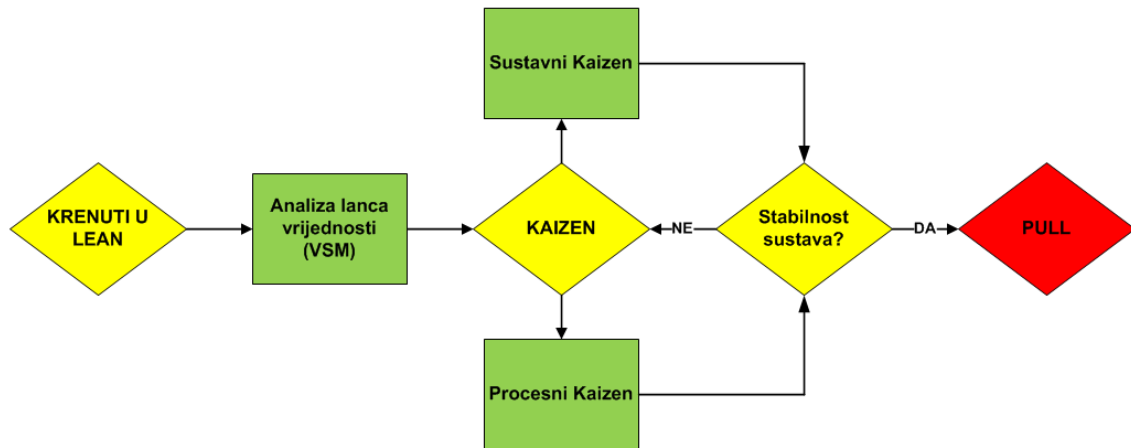 Sustavni Kaizen
KRENUTI U
LEAN
Analiza lanca
vrijednosti
(VSM)
KAIZEN
NE
Stabilnost
sustava?
DA
PULL
Procesni Kaizen